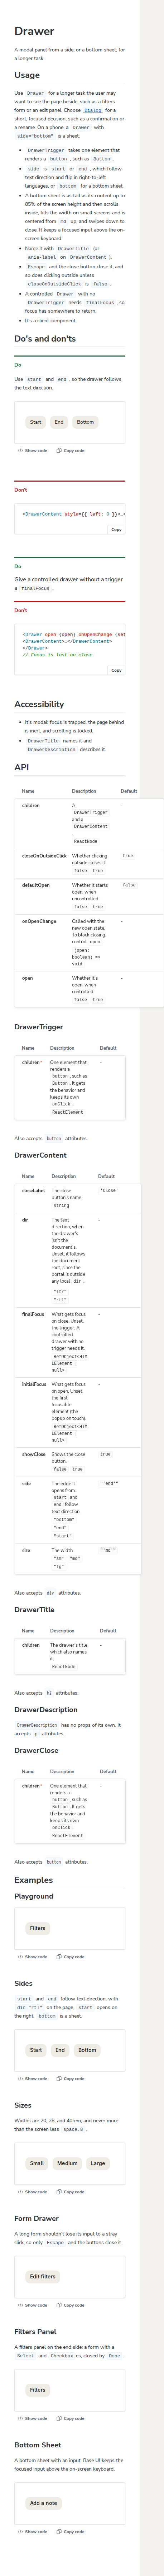 Drawer
A modal panel from a side, or a bottom sheet, for
a longer task.
Usage
Use Drawer for a longer task the user may
want to see the page beside, such as a filters
form or an edit panel. Choose Dialog for a
short, focused decision, such as a confirmation or
a rename. On a phone, a Drawer with
side="bottom" is a sheet.
DrawerTrigger takes one element that
renders a button, such as Button.
side is start or end, which follow
text direction and flip in right-to-left
languages, or bottom for a bottom sheet.
A bottom sheet is as tall as its content up to
85% of the screen height and then scrolls
inside, fills the width on small screens and is
centered from md up, and swipes down to
close. It keeps a focused input above the on-
screen keyboard.
Name it with DrawerTitle (or
aria-label on DrawerContent).
Escape and the close button close it, and
so does clicking outside unless
closeOnOutsideClick is false.
A controlled Drawer with no
DrawerTrigger needs finalFocus, so
focus has somewhere to return.
It's a client component.
Do's and don'ts
Do
Use start and end, so the drawer follows
the text direction.
Start End Bottom
Show code Copy code
Don't
<DrawerContent style={{ left: 0 }}>…<
Copy
Do
Give a controlled drawer without a trigger
a finalFocus.
Don't
<Drawer open={open} onOpenChange={set
<DrawerContent>…</DrawerContent>
</Drawer>
// Focus is lost on close
Copy
Accessibility
It's modal: focus is trapped, the page behind
is inert, and scrolling is locked.
DrawerTitle names it and
DrawerDescription describes it.
API
Name Description Default
children A DrawerTrigger and a DrawerContent ReactNode -
closeOnOutsideClick Whether clicking outside closes it. false true true
defaultOpen Whether it starts open, when uncontrolled. false true false
onOpenChange Called with the new open state. To block closing, control open. (open: boolean) => void -
open Whether it's open, when controlled. false true -
DrawerTrigger
Name Description Default
children* One element that renders a button, such as Button. It gets the behavior and keeps its own onClick. ReactElement -
Also accepts button attributes.
DrawerContent
Name Description Default
closeLabel The close button's name. string 'Close'
dir The text direction, when the drawer's isn't the document's. Unset, it follows the document root, since the portal is outside any local dir. "ltr" "rtl" -
finalFocus What gets focus on close. Unset, the trigger. A controlled drawer with no trigger needs it. RefObject<HTMLElement | null> -
initialFocus What gets focus on open. Unset, the first focusable element (the popup on touch). RefObject<HTMLElement | null> -
showClose Shows the close button. false true true
side The edge it opens from. start and end follow text direction. "bottom" "end" "start" "'end'"
size The width. "sm" "md" "lg" "'md'"
Also accepts div attributes.
DrawerTitle
Name Description Default
children The drawer's title, which also names it. ReactNode -
Also accepts h2 attributes.
DrawerDescription
DrawerDescription has no props of its own. It
accepts p attributes.
DrawerClose
Name Description Default
children* One element that renders a button, such as Button. It gets the behavior and keeps its own onClick. ReactElement -
Also accepts button attributes.
Examples
Playground
Filters
Show code Copy code
Sides
start and end follow text direction: with
dir="rtl" on the page, start opens on
the right. bottom is a sheet.
Start End Bottom
Show code Copy code
Sizes
Widths are 20, 28, and 40rem, and never more
than the screen less space.8.
Small Medium Large
Show code Copy code
Form Drawer
A long form shouldn't lose its input to a stray
click, so only Escape and the buttons close it.
Edit filters
Show code Copy code
Filters Panel
A filters panel on the end side: a form with a
Select and Checkbox es, closed by Done.
Filters
Show code Copy code
Bottom Sheet
A bottom sheet with an input: Base UI keeps the
focused input above the on-screen keyboard.
Add a note
Show code Copy code